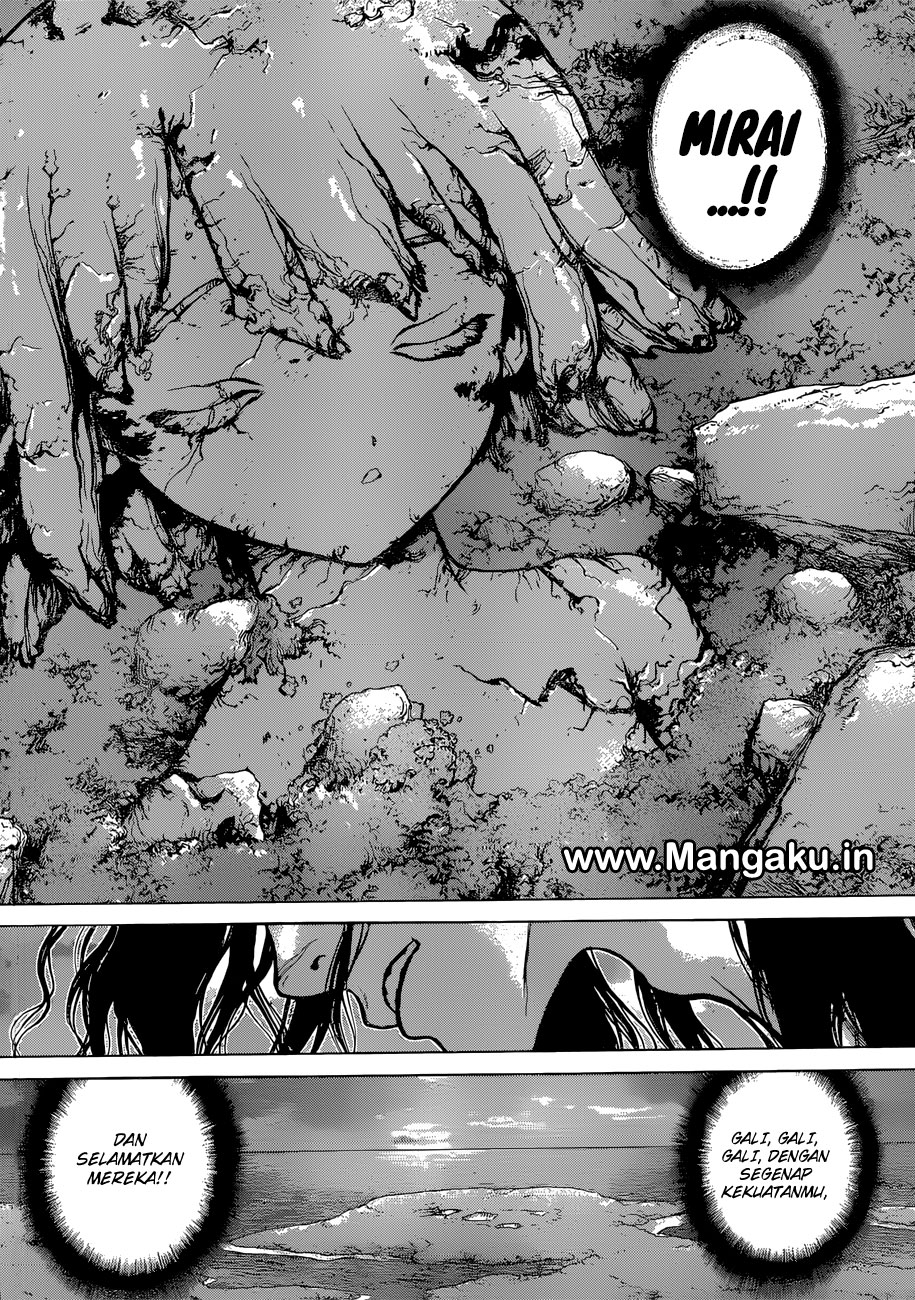 MIRAI
....!!
www.Mangaku.in
GALI, GALI,
GALI, DENGAN
SEGENAP
KEKUATANMU,
DAN
SELAMATKAN
MEREKA!!